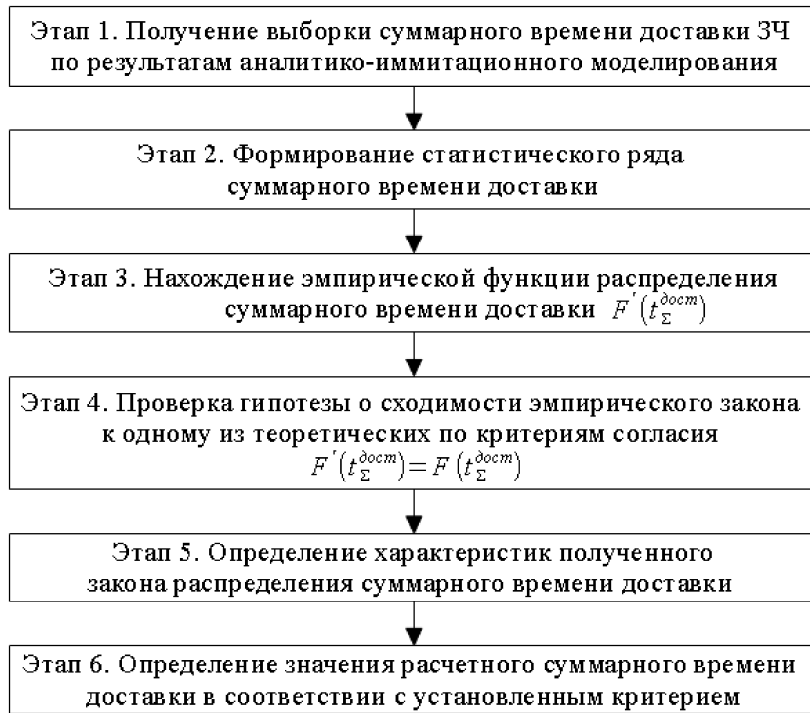 Этап 1. Получение выборки суммарного времени доставки ЗЧ
по результатам аналитико-иммитационного моделирования
Этап 2. Формирование статистического ряда
суммарного времени доставки
Этап 3. Нахождение эмпирической функции распределения
суммарного времени доставки F'(t_Σ^дост)
Этап 4. Проверка гипотезы о сходимости эмпирического закона
к одному из теоретических по критериям согласия
F'(t_Σ^дост) = F(t_Σ^дост)
Этап 5. Определение характеристик полученного
закона распределения суммарного времени доставки
Этап 6. Определение значения расчетного суммарного времени
доставки в соответствии с установленным критерием